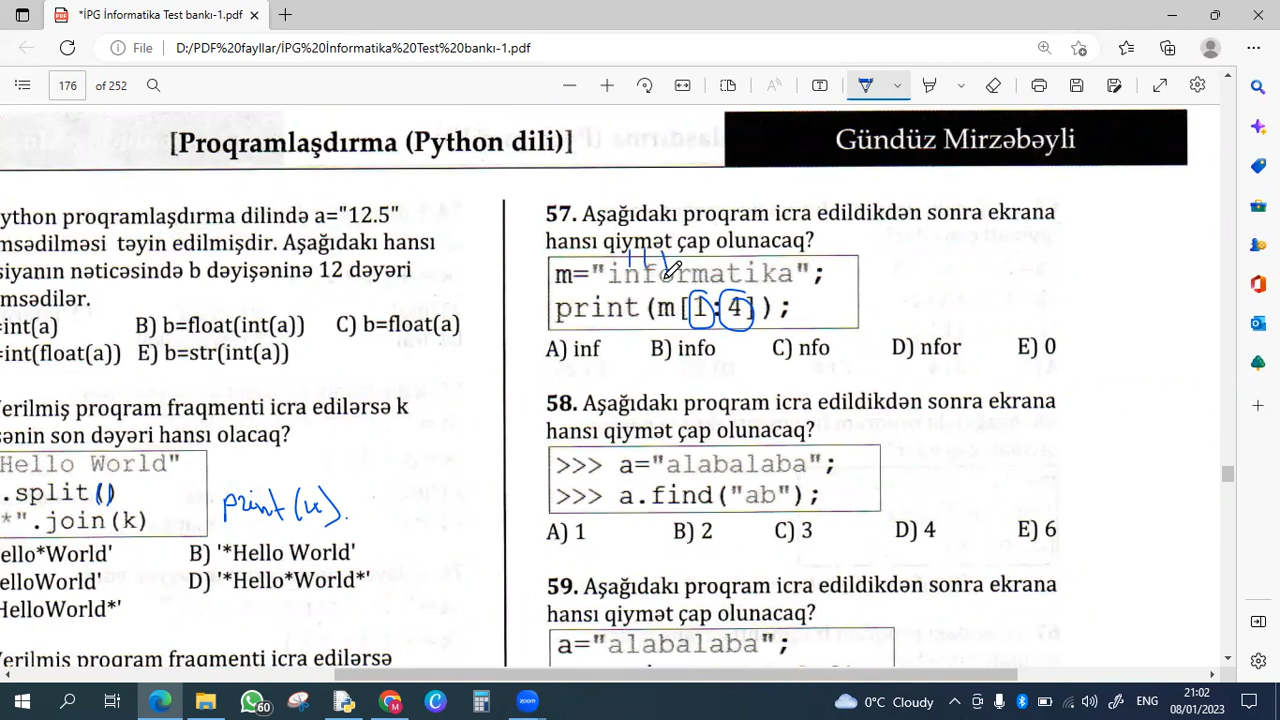 *İPG İnformatika Test bankı-1.pdf
File
D:/PDF%20fayllar/İPG%20İnformatika%20Test%20bankı-1.pdf
176 of 252
[Proqramlaşdırma (Python dili)]
Gündüz Mirzəbəyli
ython proqramlaşdırma dilində a="12.5"
msədilməsi təyin edilmişdir. Aşağıdakı hansı
siyanın nəticəsində b dəyişəninə 12 dəyəri
msədilər.
=int(a) B) b=float(int(a)) C) b=float(a)
=int(float(a)) E) b=str(int(a))
erilmiş proqram fraqmenti icra edilərsə k
şənin son dəyəri hansı olacaq?
Hello World"
.split()
*".join(k)
print(k).
ello*World' B) '*Hello World'
elloWorld' D) '*Hello*World*'
HelloWorld*'
erilmiş proqram fraqmenti icra edilərsə
57. Aşağıdakı proqram icra edildikdən sonra ekrana
hansı qiymət çap olunacaq?
m="informatika";
print(m[1:4]);
A) inf B) info C) nfo D) nfor E) 0
58. Aşağıdakı proqram icra edildikdən sonra ekrana
hansı qiymət çap olunacaq?
>>> a="alabalaba";
>>> a.find("ab");
A) 1 B) 2 C) 3 D) 4 E) 6
59. Aşağıdakı proqram icra edildikdən sonra ekrana
hansı qiymət çap olunacaq?
a="alabalaba";
60
zoom
0°C Cloudy
ENG
21:02
08/01/2023